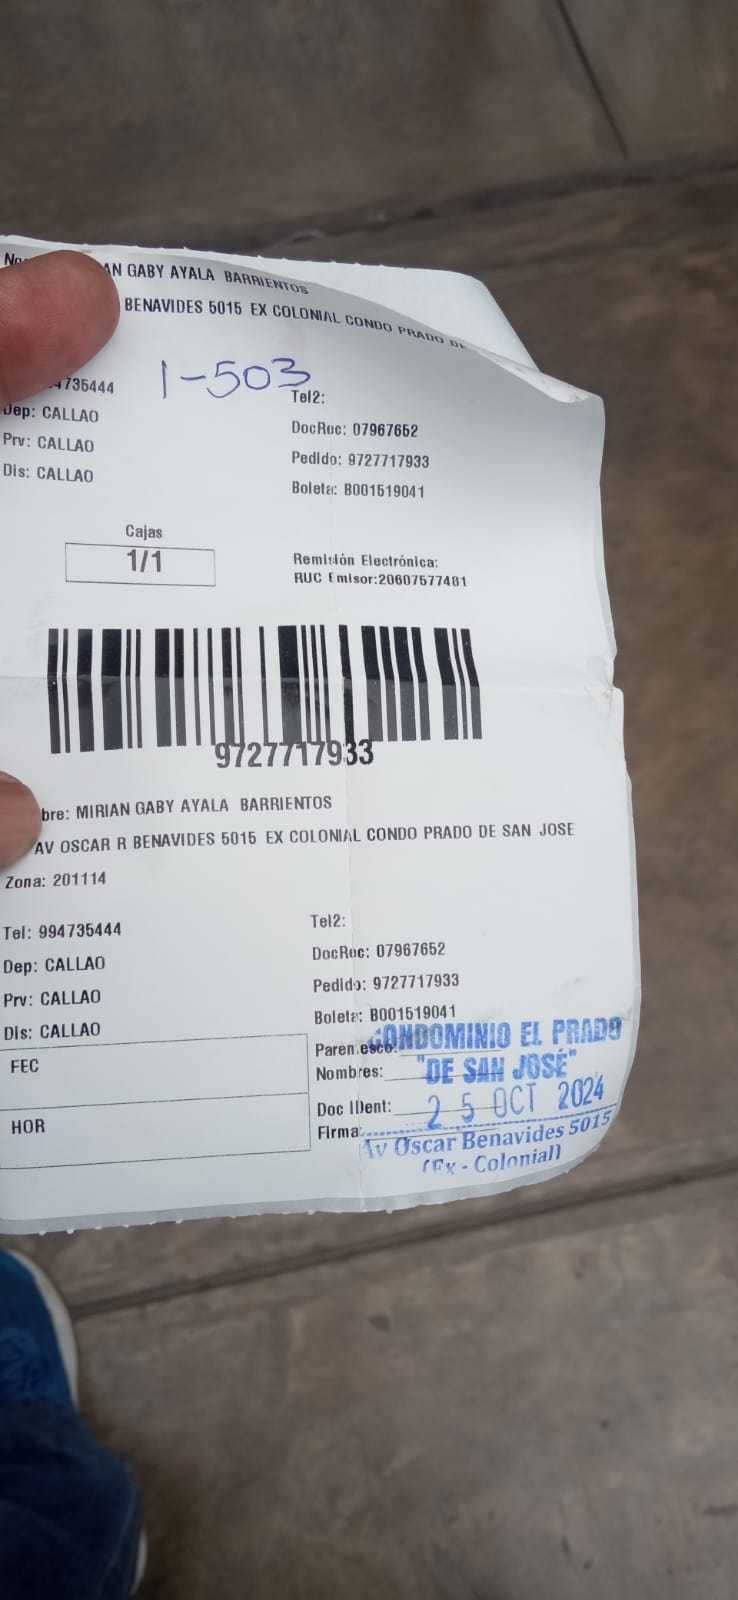 AN GABY AYALA BARRIENTOS
BENAVIDES 5015 EX COLONIAL CONDO PRADO DE
4735444
1-503
Tel2:
Dep: CALLAO
DocRec: 07967652
Prv: CALLAO
Pedido: 9727717933
Dis: CALLAO
Boleta: B001519041
Cajas
1/1
Remisión Electrónica:
RUC Emisor:20607577481
9727717933
bre: MIRIAN GABY AYALA BARRIENTOS
AV OSCAR R BENAVIDES 5015 EX COLONIAL CONDO PRADO DE SAN JOSE
Zona: 201114
Tel: 994735444
Tel2:
Dep: CALLAO
DocRec: 07967652
Prv: CALLAO
Pedido: 9727717933
Dis: CALLAO
Boleta: B001519041
FEC
Parentesco:
Nombres:
HOR
Doc IDent:
Firma
CONDOMINIO EL PRADO
"DE SAN JOSÉ"
25 OCT 2024
Av Oscar Benavides 5015
(Ex - Colonial)